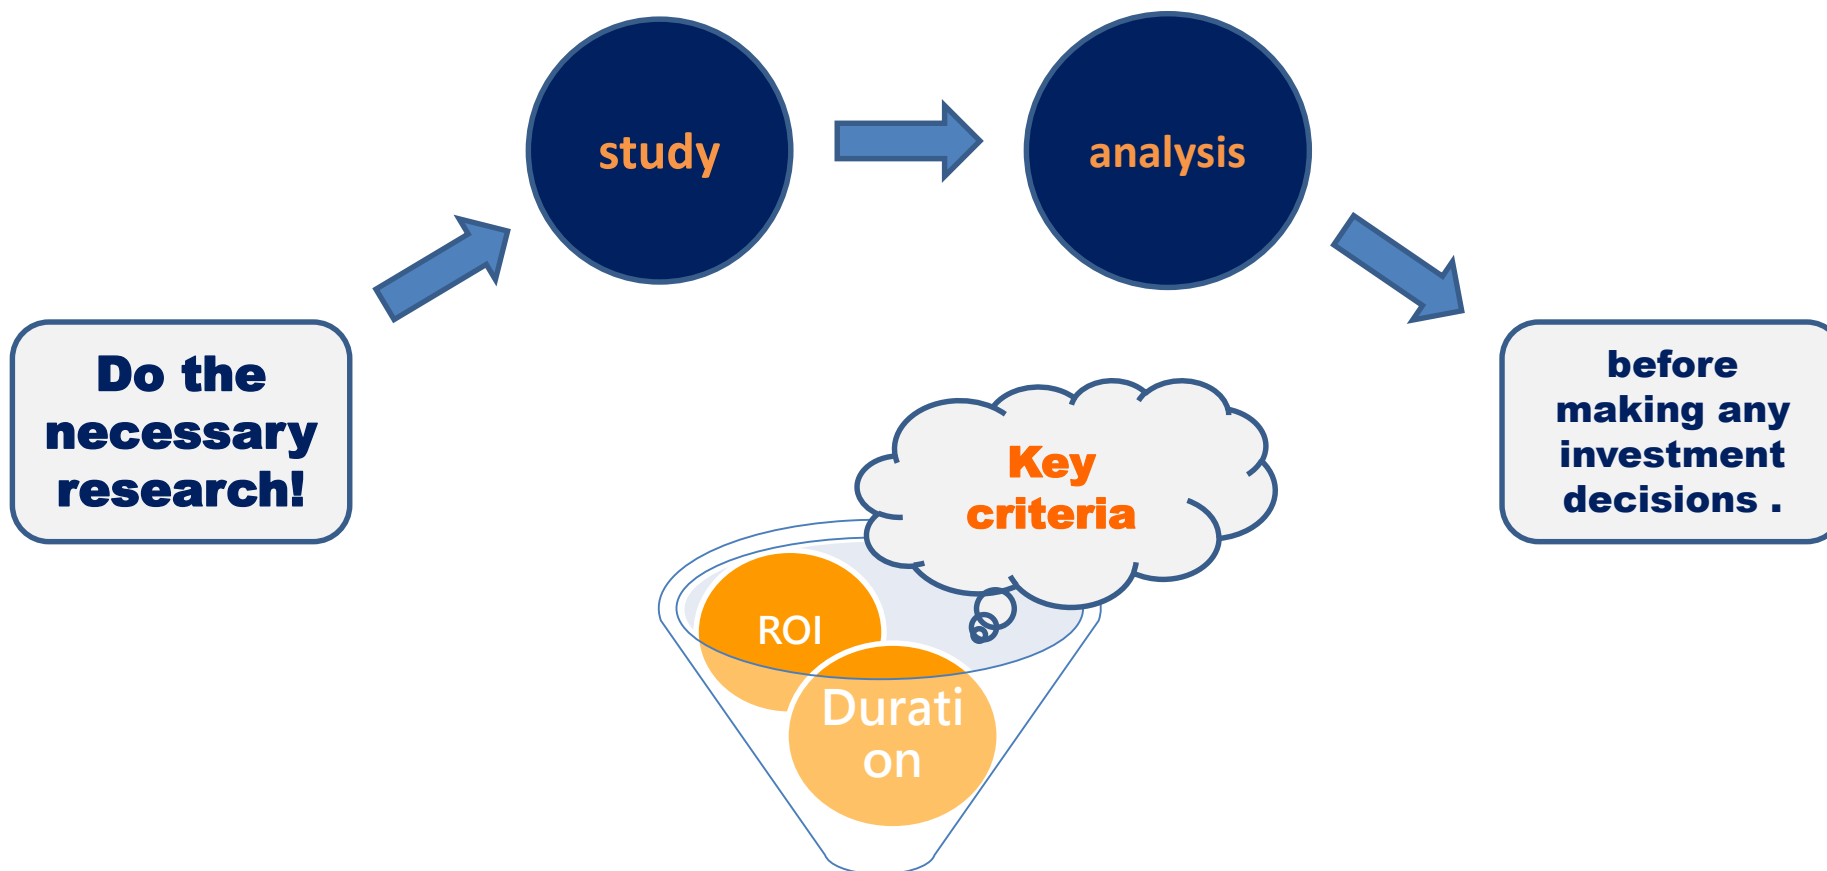 study
analysis
Do the
necessary
research!
before
making any
investment
decisions .
Key
criteria
ROI
Durati
on